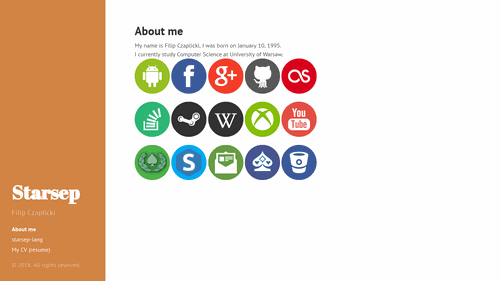 About me
My name is Filip Czaplicki. I was born on January 10, 1995.
I currently study Computer Science at University of Warsaw.
g+
W
You
Tube
S
Starsep
Filip Czaplicki
About me
starsep-lang
My CV (resume)
All rights reserved.